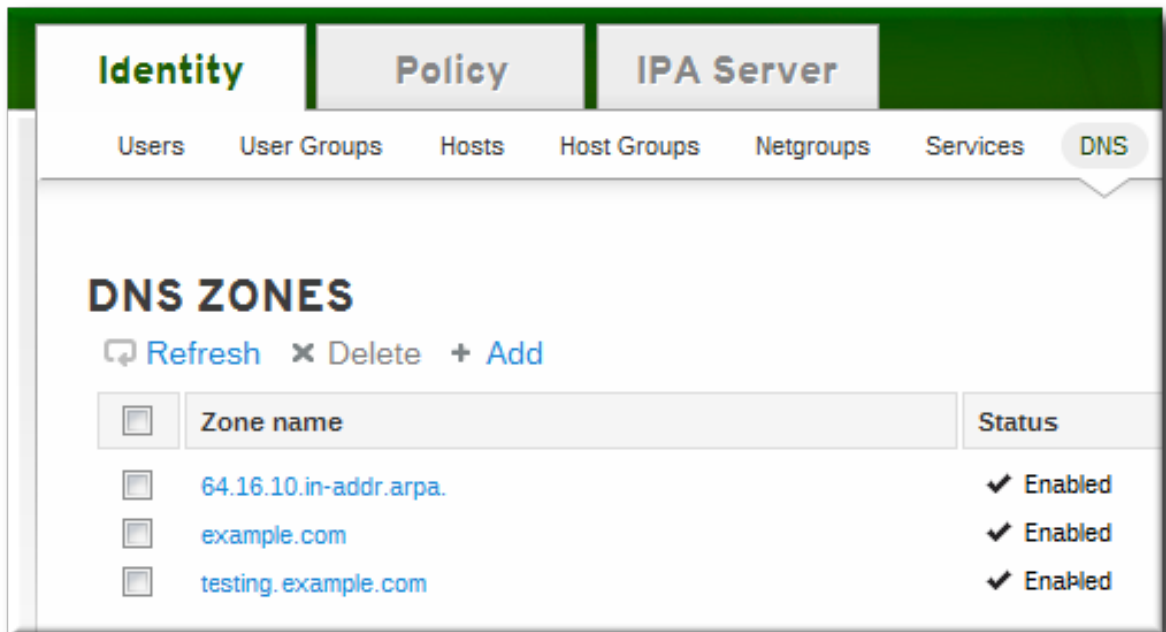 Identity Policy IPA Server
Users User Groups Hosts Host Groups Netgroups Services DNS
DNS ZONES
Refresh Delete + Add
Zone name Status
64.16.10.in-addr.arpa. Enabled
example.com Enabled
testing.example.com Enabled